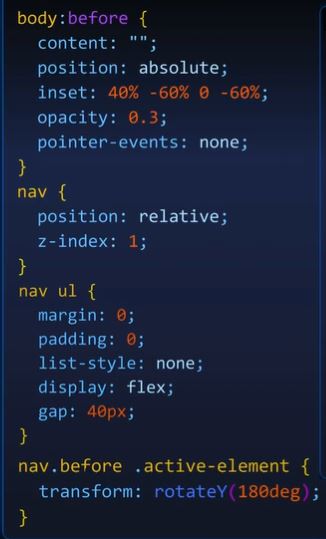 body:before {
content: "";
position: absolute;
inset: 40% -60% 0 -60%;
opacity: 0.3;
pointer-events: none;
}
nav {
position: relative;
z-index: 1;
}
nav ul {
margin: 0;
padding: 0;
list-style: none;
display: flex;
gap: 40px;
}
nav.before .active-element {
transform: rotateY(180deg);
}